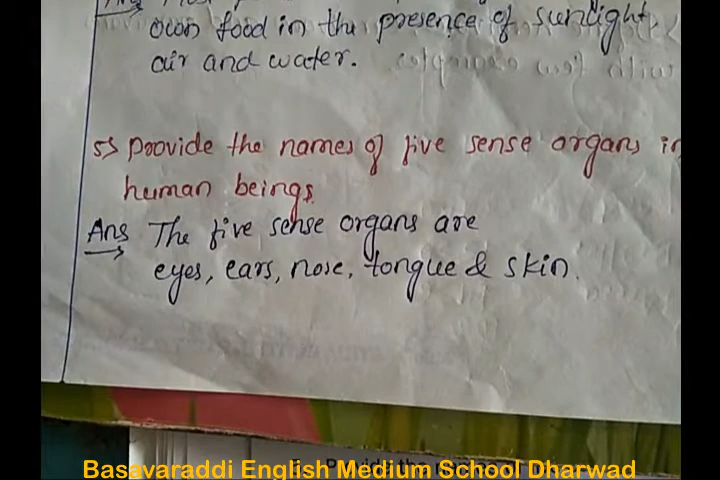 own food in the presence of sunlight,
air and water.
5) Provide the names of five sense organs in
human beings.
Ans The five sense organs are
eyes, ears, nose, tongue & skin.
Basavaraddi English Medium School Dharwad